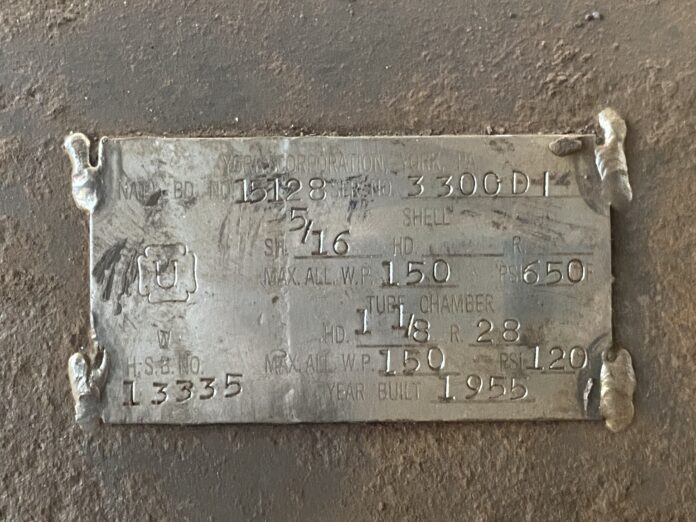 YORK CORPORATION YORK, PA.
NAT'L BD. NO. 15128 SER. NO. 3300D1
SHELL
SH. 5/16 HD. R.
U
MAX. ALL. W.P. 150 PSI 650 F
TUBE CHAMBER
W HD. 1 1/8 R. 28
H.S.B. NO. MAX. ALL. W.P. 150 PSI 120
13335 YEAR BUILT 1955